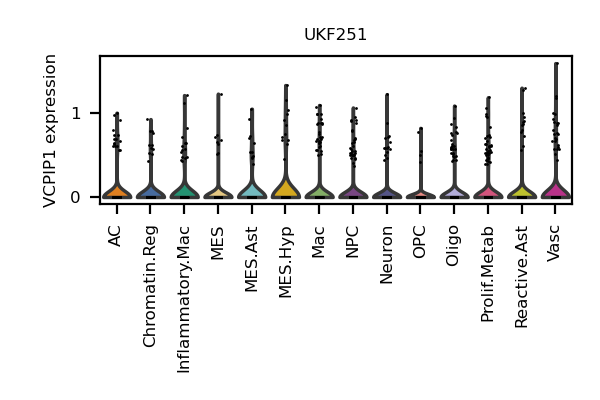 UKF251
VCPIP1 expression
1
0
AC
Chromatin.Reg
Inflammatory.Mac
MES
MES.Ast
MES.Hyp
Mac
NPC
Neuron
OPC
Oligo
Prolif.Metab
Reactive.Ast
Vasc